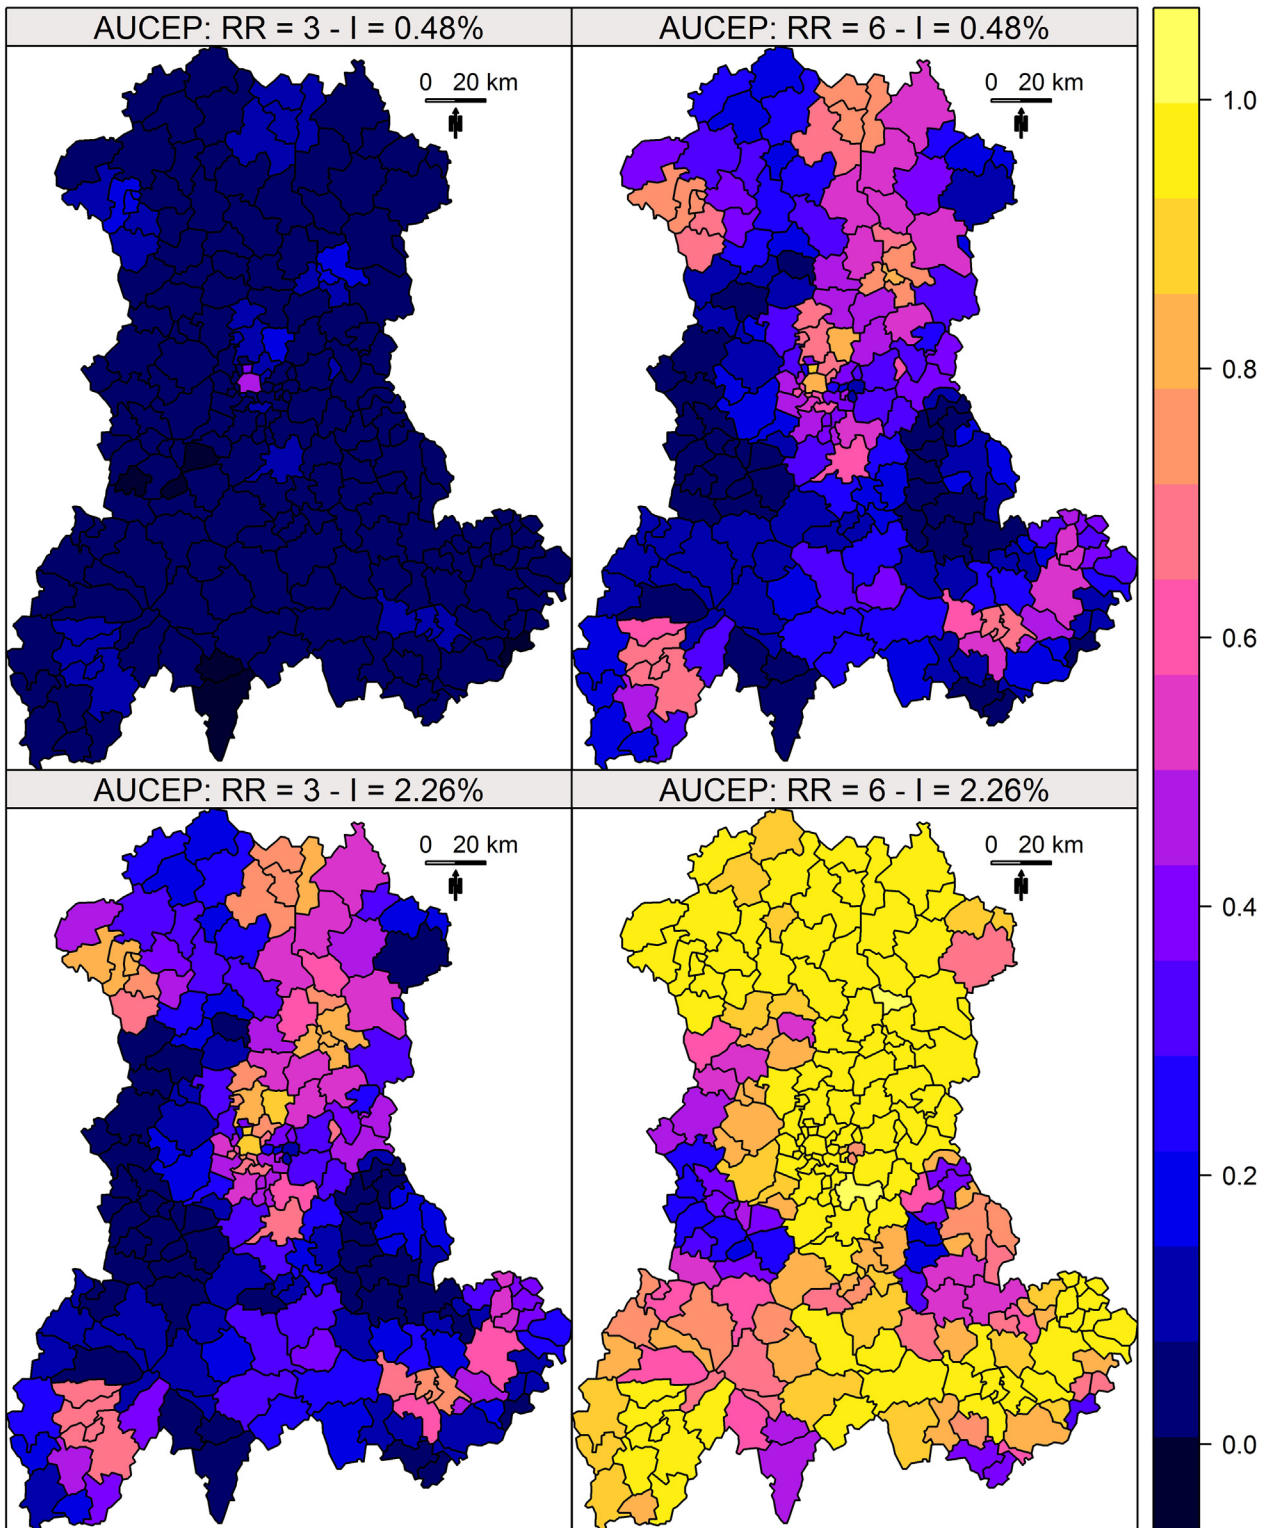 AUCEP: RR = 3 - I = 0.48%
AUCEP: RR = 6 - I = 0.48%
0 20 km
N
0 20 km
N
AUCEP: RR = 3 - I = 2.26%
AUCEP: RR = 6 - I = 2.26%
0 20 km
N
0 20 km
N
1.0
0.8
0.6
0.4
0.2
0.0